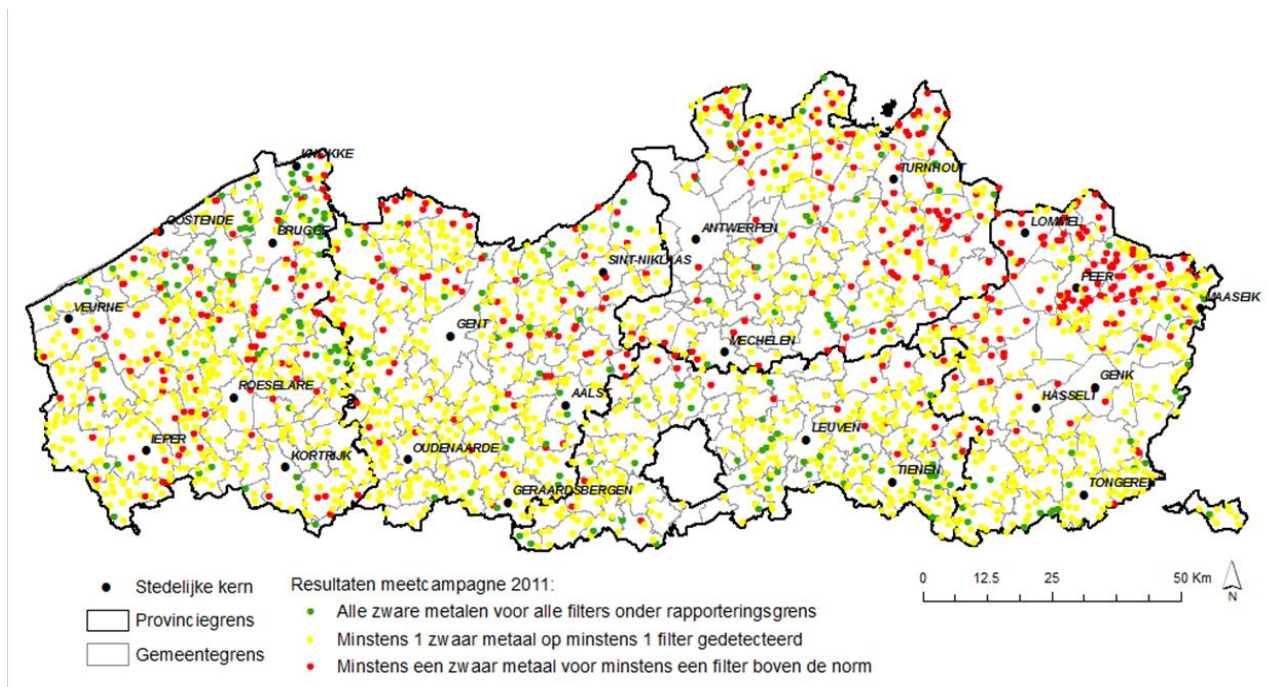 KNOKKE
OOSTENDE
BRUGGE
VEURNE
ROESELARE
IEPER
KORTRIJK
GENT
OUDENAARDE
AALST
GERAARDSBERGEN
SINT-NIKLAAS
ANTWERPEN
TURNHOUT
MECHELEN
LEUVEN
TIENEN
LOMMEL
PEER
MAASEIK
GENK
HASSELT
TONGEREN
Stedelijke kern
Provinciegrens
Gemeentegrens
Resultaten meetcampagne 2011:
Alle zware metalen voor alle filters onder rapporteringsgrens
Minstens 1 zwaar metaal op minstens 1 filter gedetecteerd
Minstens een zwaar metaal voor minstens een filter boven de norm
0 12.5 25 50 Km
N